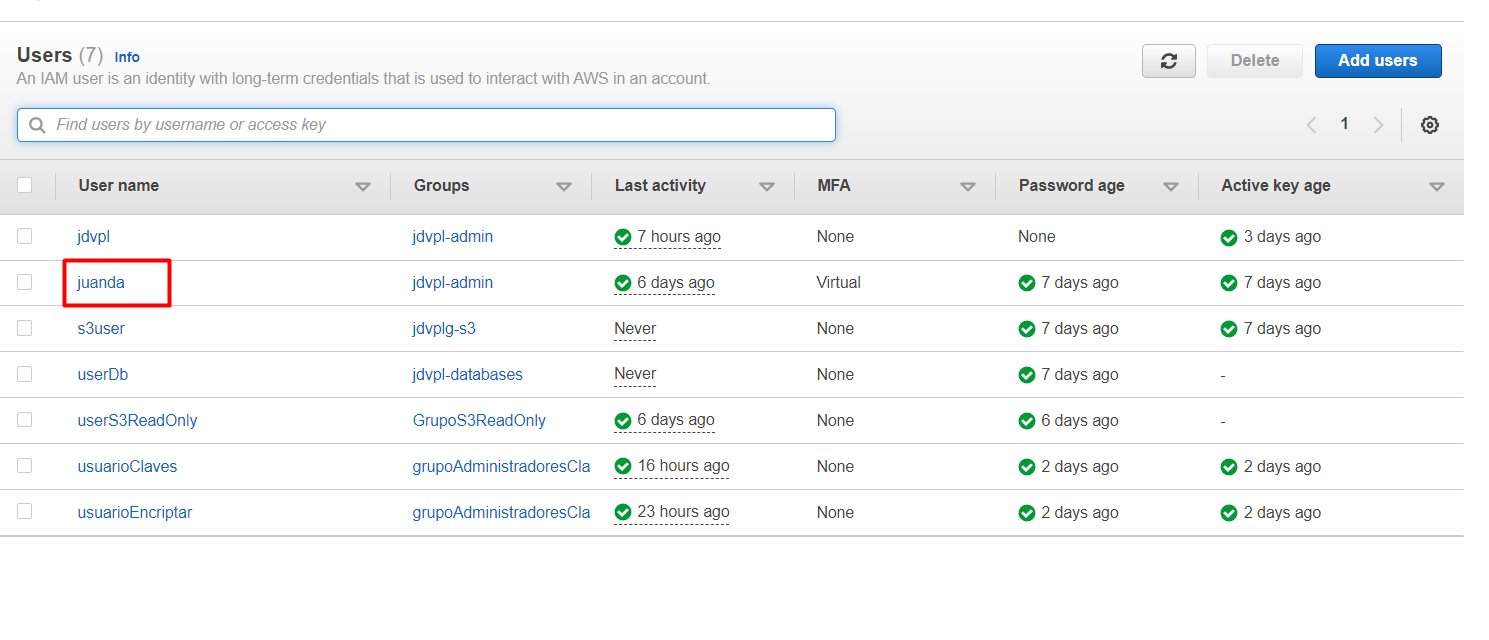 Users (7) Info
An IAM user is an identity with long-term credentials that is used to interact with AWS in an account.
Delete
Add users
Find users by username or access key
1
User name Groups Last activity MFA Password age Active key age
jdvpl jdvpl-admin 7 hours ago None None 3 days ago
juanda jdvpl-admin 6 days ago Virtual 7 days ago 7 days ago
s3user jdvplg-s3 Never None 7 days ago 7 days ago
userDb jdvpl-databases Never None 7 days ago -
userS3ReadOnly GrupoS3ReadOnly 6 days ago None 6 days ago -
usuarioClaves grupoAdministradoresCla 16 hours ago None 2 days ago 2 days ago
usuarioEncriptar grupoAdministradoresCla 23 hours ago None 2 days ago 2 days ago